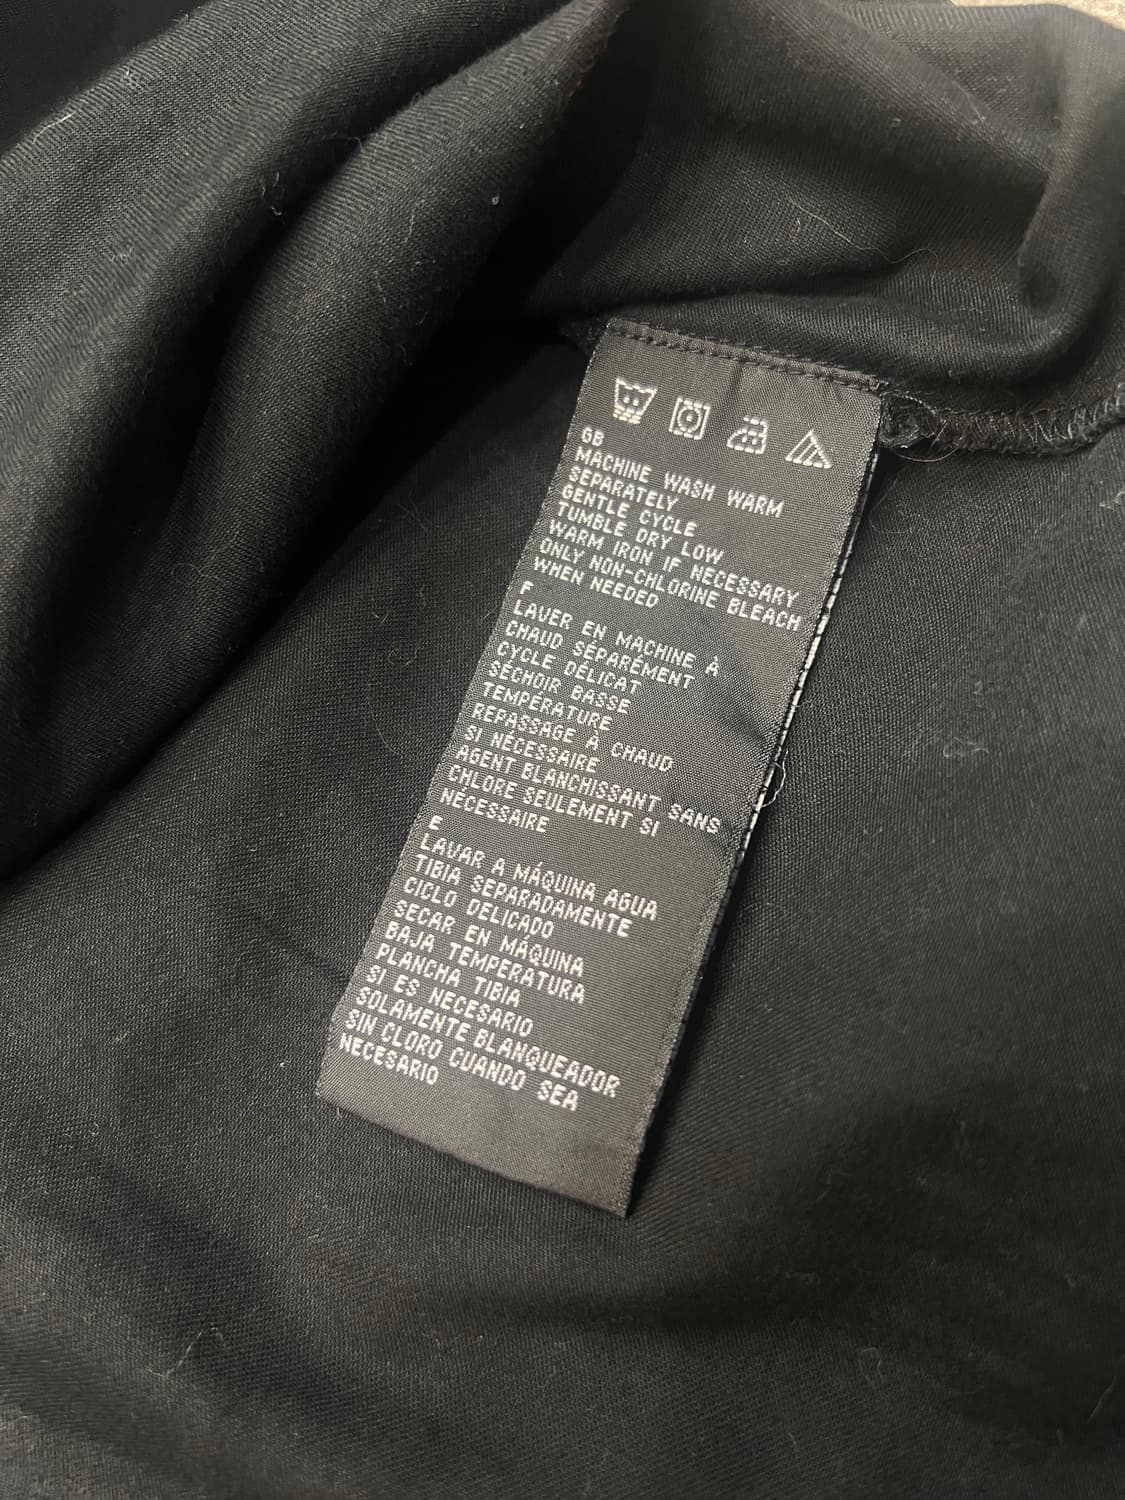 GB
MACHINE WASH WARM
SEPARATELY
GENTLE CYCLE
TUMBLE DRY LOW
WARM IRON IF NECESSARY
ONLY NON-CHLORINE BLEACH
WHEN NEEDED
F
LAVER EN MACHINE À
CHAUD SÉPARÉMENT
CYCLE DÉLICAT
SÉCHOIR BASSE
TEMPÉRATURE
REPASSAGE À CHAUD
SI NÉCESSAIRE
AGENT BLANCHISSANT SANS
CHLORE SEULEMENT SI
NÉCESSAIRE
E
LAVAR A MÁQUINA AGUA
TIBIA SEPARADAMENTE
CICLO DELICADO
SECAR EN MÁQUINA
BAJA TEMPERATURA
PLANCHA TIBIA
SI ES NECESARIO
SOLAMENTE BLANQUEADOR
SIN CLORO CUANDO SEA
NECESARIO